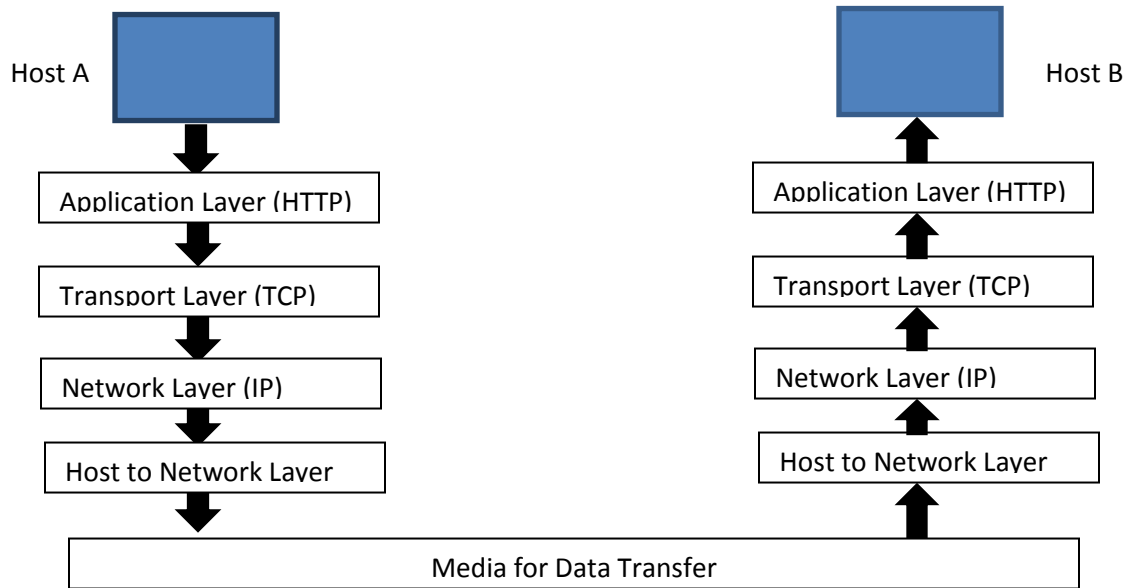 Host A
Host B
Application Layer (HTTP)
Application Layer (HTTP)
Transport Layer (TCP)
Transport Layer (TCP)
Network Layer (IP)
Network Layer (IP)
Host to Network Layer
Host to Network Layer
Media for Data Transfer